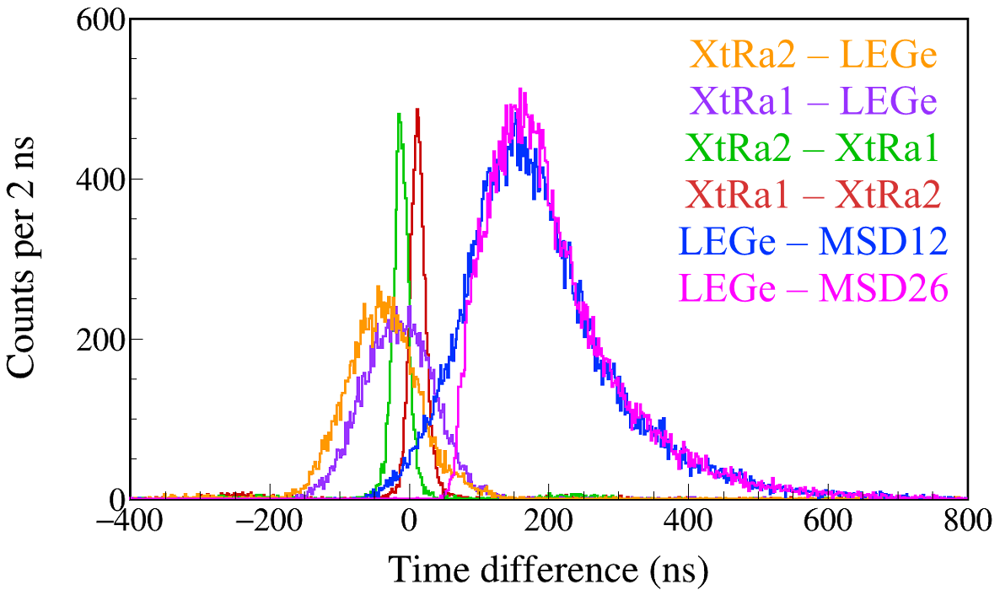 600
XtRa2 – LEGe
XtRa1 – LEGe
XtRa2 – XtRa1
XtRa1 – XtRa2
LEGe – MSD12
LEGe – MSD26
Counts per 2 ns
400
200
0
−400 −200 0 200 400 600 800
Time difference (ns)